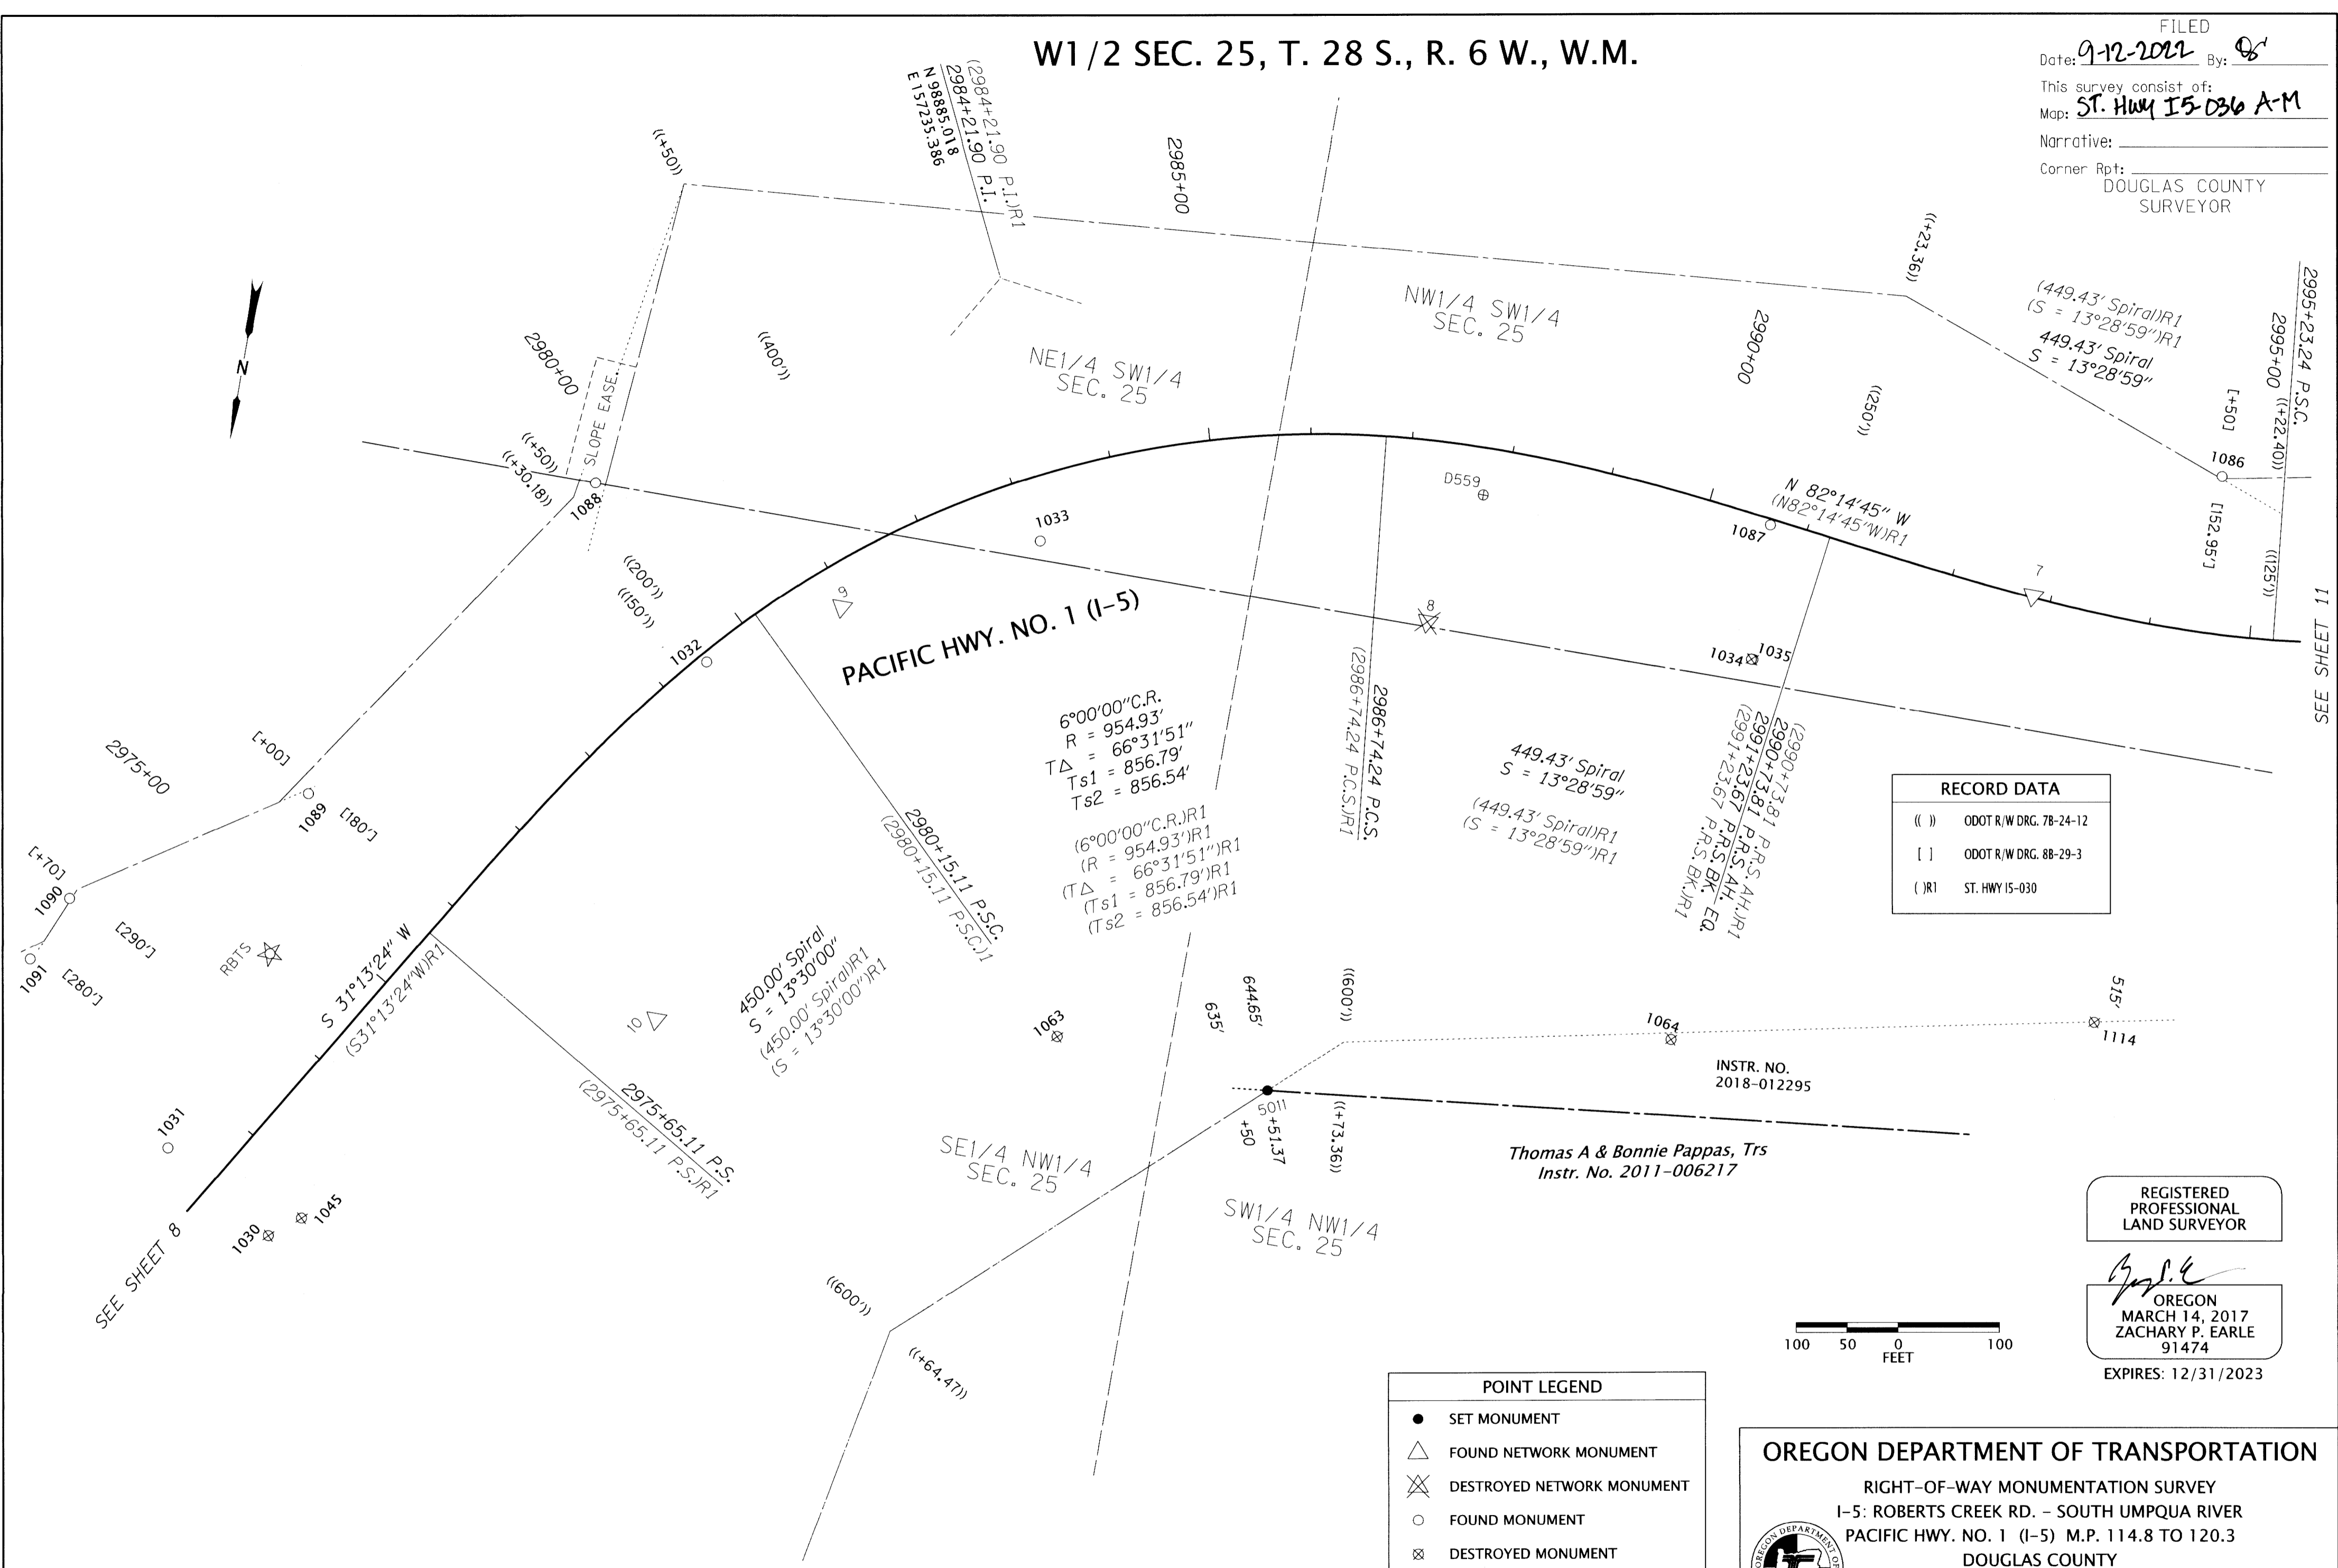 W1/2 SEC. 25, T. 28 S., R. 6 W., W.M.
FILED
Date: 9-12-2022 By:
This survey consist of:
Map: ST. Hwy I5-036 A-M
Narrative:
Corner Rpt:
DOUGLAS COUNTY
SURVEYOR
(2984+21.90 P.I.)R1
2984+21.90 P.I.
N 98885.018
E 157235.386
((+50))
2985+00
((+23.36))
(449.43' Spiral)R1
(S = 13°28'59")R1
449.43' Spiral
S = 13°28'59"
2995+23.24 P.S.C.
2995+00
((+22.40))
[+50]
1086
[152.95']
((125'))
SEE SHEET 11
N
2980+00
SLOPE EASE.
((400'))
NE1/4 SW1/4
SEC. 25
NW1/4 SW1/4
SEC. 25
2990+00
((250'))
((+50))
((+30.18))
1088
1033
D559
N 82°14'45" W
(N82°14'45"W)R1
1087
7
((200'))
((150'))
9
1032
PACIFIC HWY. NO. 1 (I-5)
8
1034
1035
2975+00
[+00]
1089
[180']
[+70]
1090
[290']
1091
[280']
RBTS
S 31°13'24" W
(S31°13'24"W)R1
6°00'00"C.R.
R = 954.93'
T∆ = 66°31'51"
Ts1 = 856.79'
Ts2 = 856.54'
(6°00'00"C.R.)R1
(R = 954.93')R1
(T∆ = 66°31'51")R1
(Ts1 = 856.79')R1
(Ts2 = 856.54')R1
2980+15.11 P.S.C.
(2980+15.11 P.S.C.)1
2986+74.24 P.C.S.
(2986+74.24 P.C.S.)R1
449.43' Spiral
S = 13°28'59"
(449.43' Spiral)R1
(S = 13°28'59")R1
(2990+73.81 P.R.S. AH.)R1
2990+73.81 P.R.S. AH.
2991+23.67 P.R.S. BK. EQ.
(2991+23.67 P.R.S. BK.)R1
RECORD DATA
(( )) ODOT R/W DRG. 7B-24-12
[ ] ODOT R/W DRG. 8B-29-3
( )R1 ST. HWY I5-030
450.00' Spiral
S = 13°30'00"
(450.00' Spiral)R1
(S = 13°30'00")R1
10
1063
635'
644.65'
((600'))
1064
515'
1114
INSTR. NO.
2018-012295
5011
+50
+51.37
((+73.36))
Thomas A & Bonnie Pappas, Trs
Instr. No. 2011-006217
1031
1030
1045
SEE SHEET 8
2975+65.11 P.S.
(2975+65.11 P.S.)R1
SE1/4 NW1/4
SEC. 25
SW1/4 NW1/4
SEC. 25
((600'))
((+64.47))
100 50 0 100
FEET
REGISTERED
PROFESSIONAL
LAND SURVEYOR
OREGON
MARCH 14, 2017
ZACHARY P. EARLE
91474
EXPIRES: 12/31/2023
POINT LEGEND
SET MONUMENT
FOUND NETWORK MONUMENT
DESTROYED NETWORK MONUMENT
FOUND MONUMENT
DESTROYED MONUMENT
OREGON DEPARTMENT OF TRANSPORTATION
RIGHT-OF-WAY MONUMENTATION SURVEY
I-5: ROBERTS CREEK RD. - SOUTH UMPQUA RIVER
PACIFIC HWY. NO. 1 (I-5) M.P. 114.8 TO 120.3
DOUGLAS COUNTY
OREGON DEPARTMENT OF